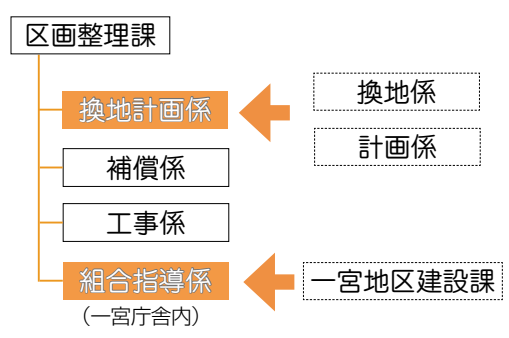 区画整理課
換地計画係
換地係
計画係
補償係
工事係
組合指導係
(一宮庁舎内)
一宮地区建設課